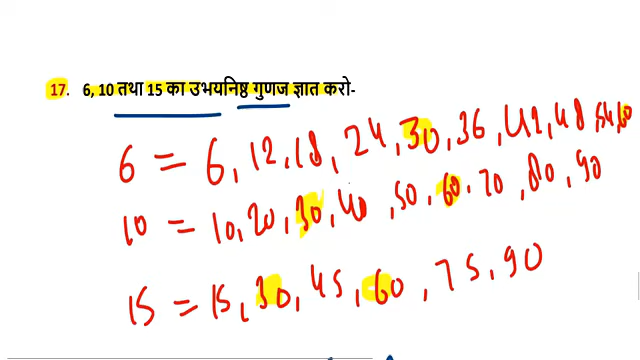 17. 6, 10 तथा 15 का उभयनिष्ठ गुणज ज्ञात करो-
6 = 6, 12, 18, 24, 30, 36, 42, 48, 54, 60
10 = 10, 20, 30, 40, 50, 60, 70, 80, 90
15 = 15, 30, 45, 60, 75, 90